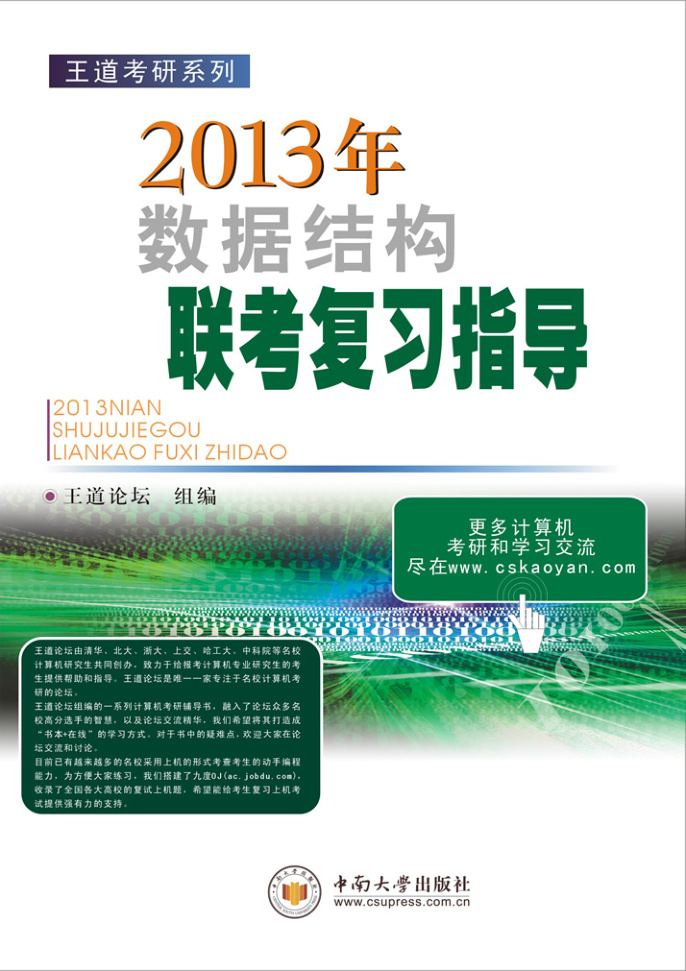 王道考研系列
2013年
数据结构
联考复习指导
2013NIAN
SHUJUJIEGOU
LIANKAO FUXI ZHIDAO
王道论坛 组编
更多计算机
考研和学习交流
尽在www.cskaoyan.com
王道论坛由清华、北大、浙大、上交、哈工大、中科院等名校
计算机研究生共同创办，致力于给报考计算机专业研究生的考
生提供帮助和指导。王道论坛是唯一一家专注于名校计算机考
研的论坛。
王道论坛组编的一系列计算机考研辅导书，融入了论坛众多名
校高分选手的智慧，以及论坛交流精华，我们希望将其打造成
“书本+在线”的学习方式。对于书中的疑难点，欢迎大家在论
坛交流和讨论。
目前已有越来越多的名校采用上机的形式考查考生的动手编程
能力，为方便大家练习，我们搭建了九度OJ(ac.jobdu.com)，
收录了全国各大高校的复试上机题，希望能给考生复习上机考
试提供强有力的支持。
中南大学出版社
www.csupress.com.cn